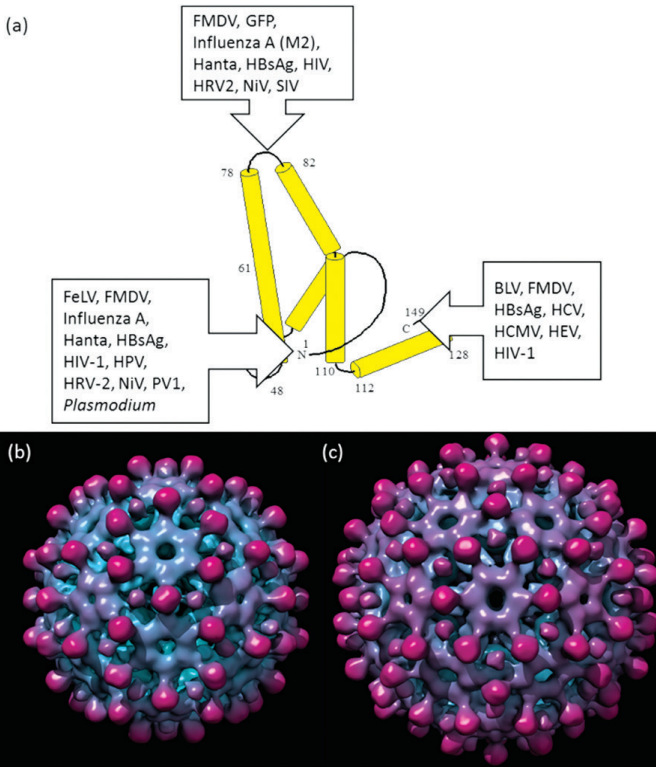 (a)
FMDV, GFP,
Influenza A (M2),
Hanta, HBsAg, HIV,
HRV2, NiV, SIV
78
82
61
FeLV, FMDV,
Influenza A,
Hanta, HBsAg,
HIV-1, HPV,
HRV-2, NiV, PV1,
Plasmodium
1
N
48
110
112
149
C
128
BLV, FMDV,
HBsAg, HCV,
HCMV, HEV,
HIV-1
(b)
(c)